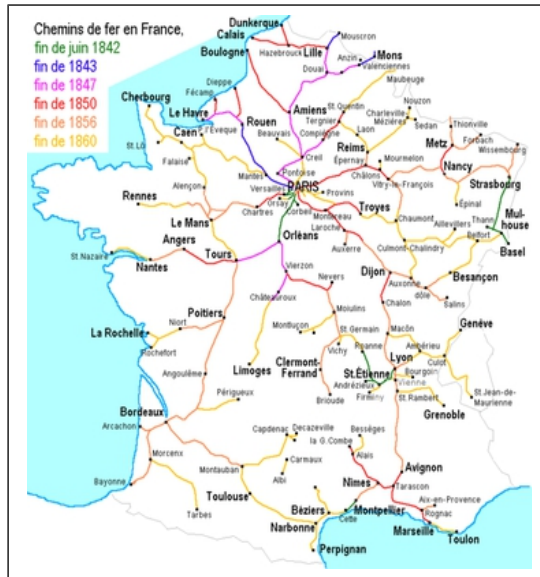 Chemins de fer en France,
fin de juin 1842
fin de 1843
fin de 1847
fin de 1850
fin de 1856
fin de 1860
Dunkerque
Calais
Boulogne
Hazebrouck
Lille
Mouscron
Mons
Anzin
Valenciennes
Douai
Maubeuge
Dieppe
Fécamp
Le Havre
Cherbourg
Rouen
Amiens
St.Quentin
Tergnier
Nouzon
Charleville
Mézières
Sedan
Caen
l'Eveque
Beauvais
Compiègne
Laon
Thionville
Forbach
Wissembourg
St.Lô
Falaise
Creil
Reims
Metz
Pontoise
Épernay
Mourmelon
Mantes
Châlons
Nancy
Strasbourg
Alençon
Versailles
PARIS
Provins
Vitry-le-François
Rennes
Orsay
Corbeil
Épinal
Le Mans
Chartres
Montereau
Troyes
Laroche
Chaumont
Aillevillers
Thann
Mul-
house
Angers
Orléans
Auxerre
Culmont-Chalindry
Belfort
Basel
St.Nazaire
Nantes
Tours
Vierzon
Dijon
Besançon
Nevers
Auxonne
dôle
Châteauroux
Chalon
Salins
Poitiers
Moiulins
La Rochelle
Niort
Montluçon
St.Germain
Mâcon
Genève
Rochefort
Vichy
Roanne
Ambérieu
Culot
Limoges
Clermont-
Ferrand
Lyon
Bourgoin
Angoulême
St.Étienne
Vienne
Andrézieux
St.Jean-de-
Maurienne
Périgueux
Firminy
St.Rambert
Brioude
Grenoble
Bordeaux
Arcachon
Capdenac
Decazeville
Bessèges
la G.Combe
Alais
Morcenx
Carmaux
Avignon
Montauban
Albi
Bayonne
Nîmes
Tarascon
Toulouse
Aix-en-Provence
Tarbes
Béziers
Montpellier
Rognac
Cette
Marseille
Toulon
Narbonne
Perpignan